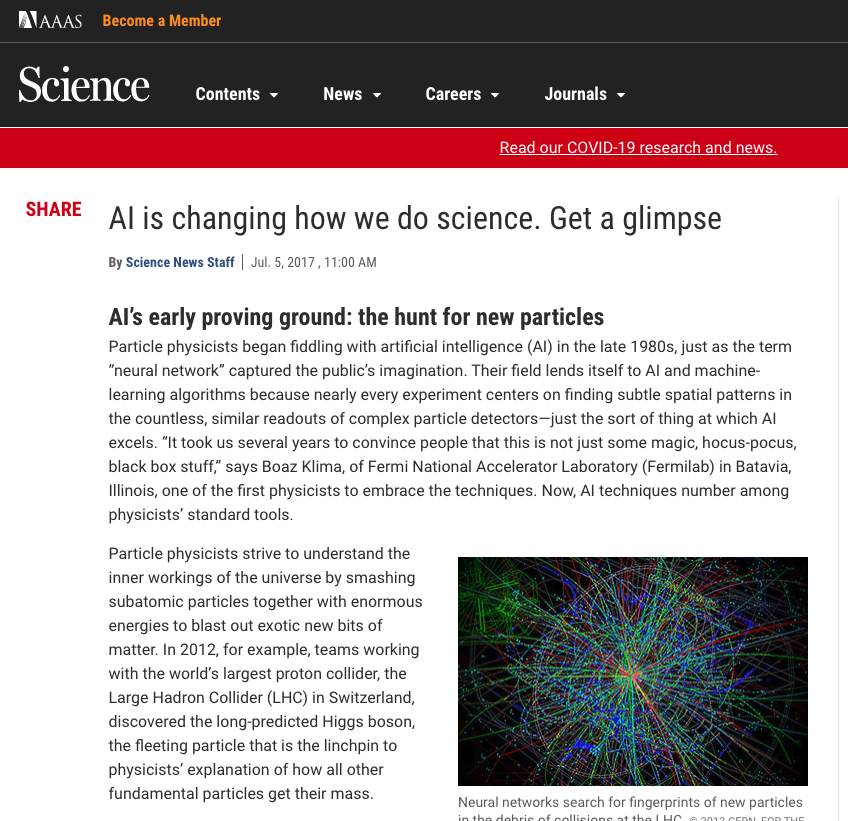 AAAS Become a Member
Science Contents News Careers Journals
Read our COVID-19 research and news.
SHARE
AI is changing how we do science. Get a glimpse
By Science News Staff | Jul. 5, 2017 , 11:00 AM
AI’s early proving ground: the hunt for new particles
Particle physicists began fiddling with artificial intelligence (AI) in the late 1980s, just as the term
“neural network” captured the public’s imagination. Their field lends itself to AI and machine-
learning algorithms because nearly every experiment centers on finding subtle spatial patterns in
the countless, similar readouts of complex particle detectors—just the sort of thing at which AI
excels. “It took us several years to convince people that this is not just some magic, hocus-pocus,
black box stuff,” says Boaz Klima, of Fermi National Accelerator Laboratory (Fermilab) in Batavia,
Illinois, one of the first physicists to embrace the techniques. Now, AI techniques number among
physicists’ standard tools.
Particle physicists strive to understand the
inner workings of the universe by smashing
subatomic particles together with enormous
energies to blast out exotic new bits of
matter. In 2012, for example, teams working
with the world’s largest proton collider, the
Large Hadron Collider (LHC) in Switzerland,
discovered the long-predicted Higgs boson,
the fleeting particle that is the linchpin to
physicists’ explanation of how all other
fundamental particles get their mass.
Neural networks search for fingerprints of new particles
in the debris of collisions at the LHC. © 2012 CERN, FOR THE